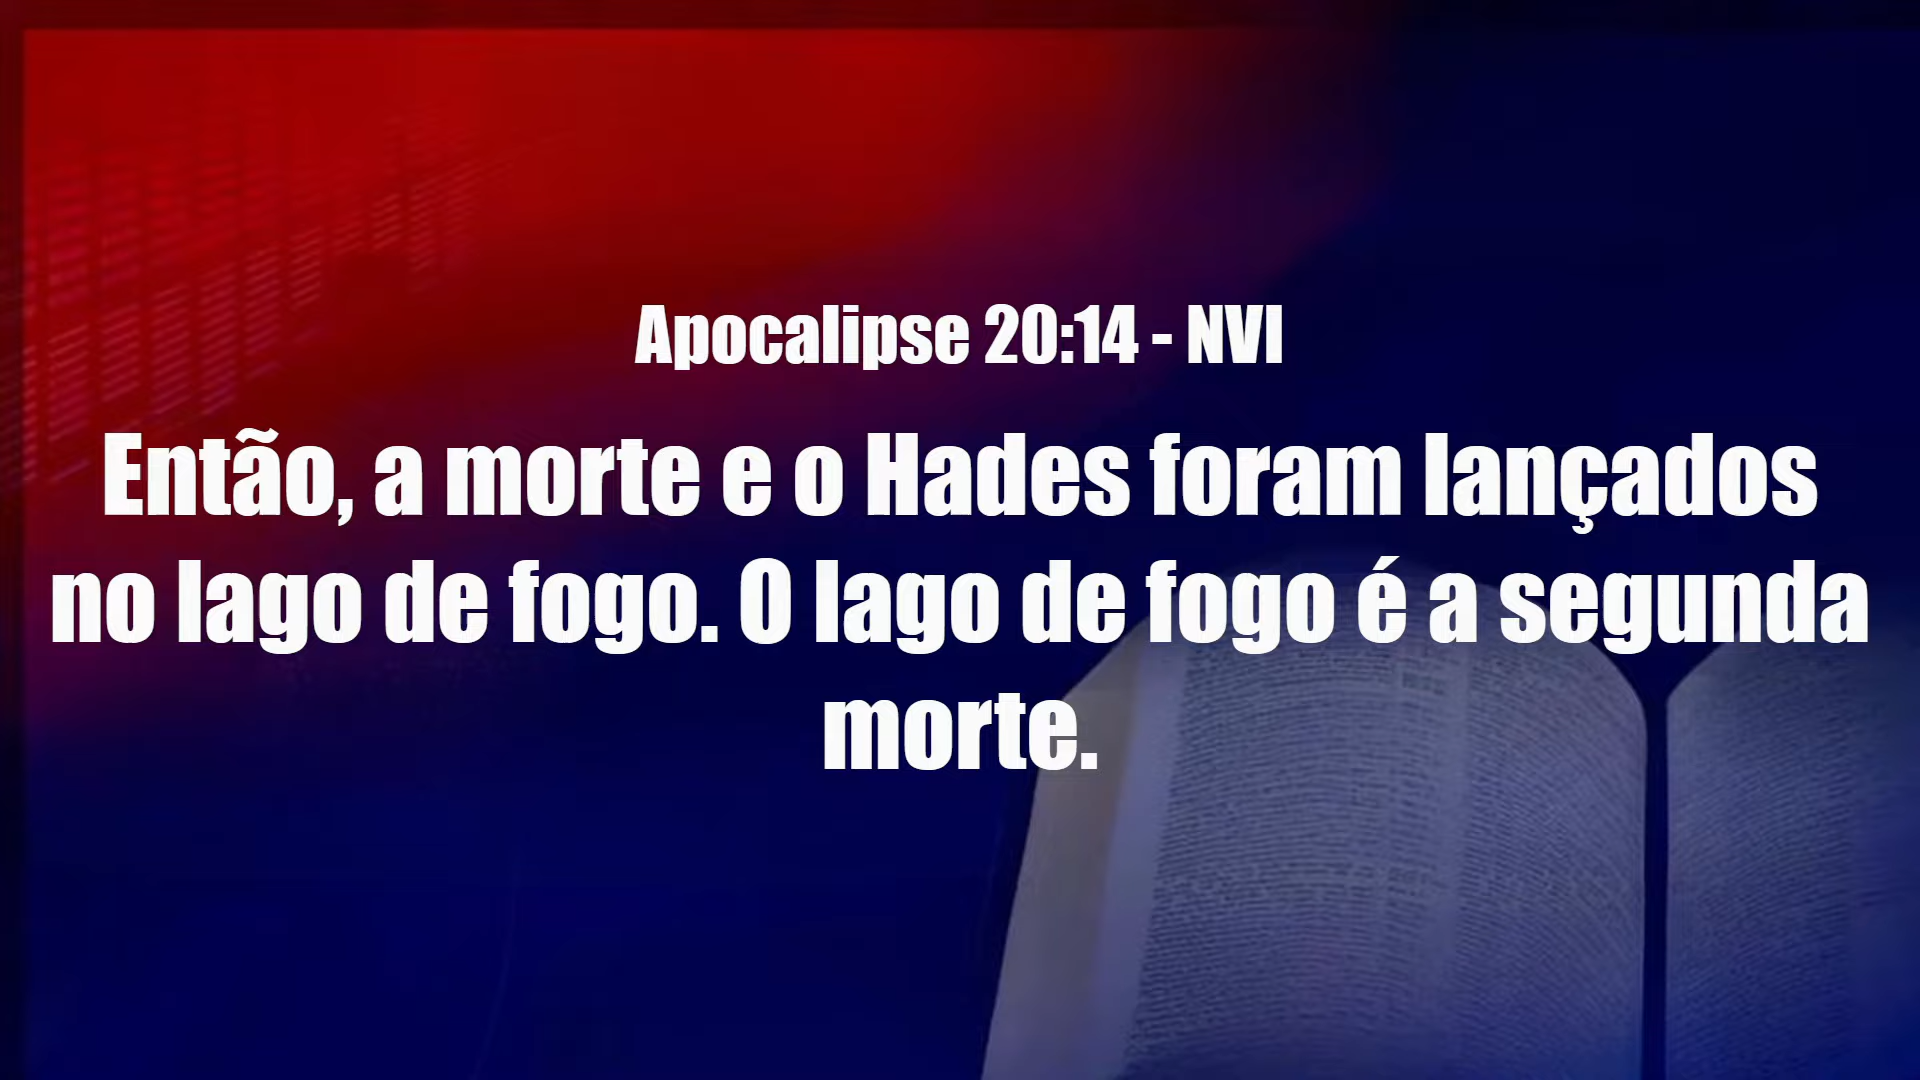 Apocalipse 20:14 - NVI
Então, a morte e o Hades foram lançados
no lago de fogo. O lago de fogo é a segunda
morte.